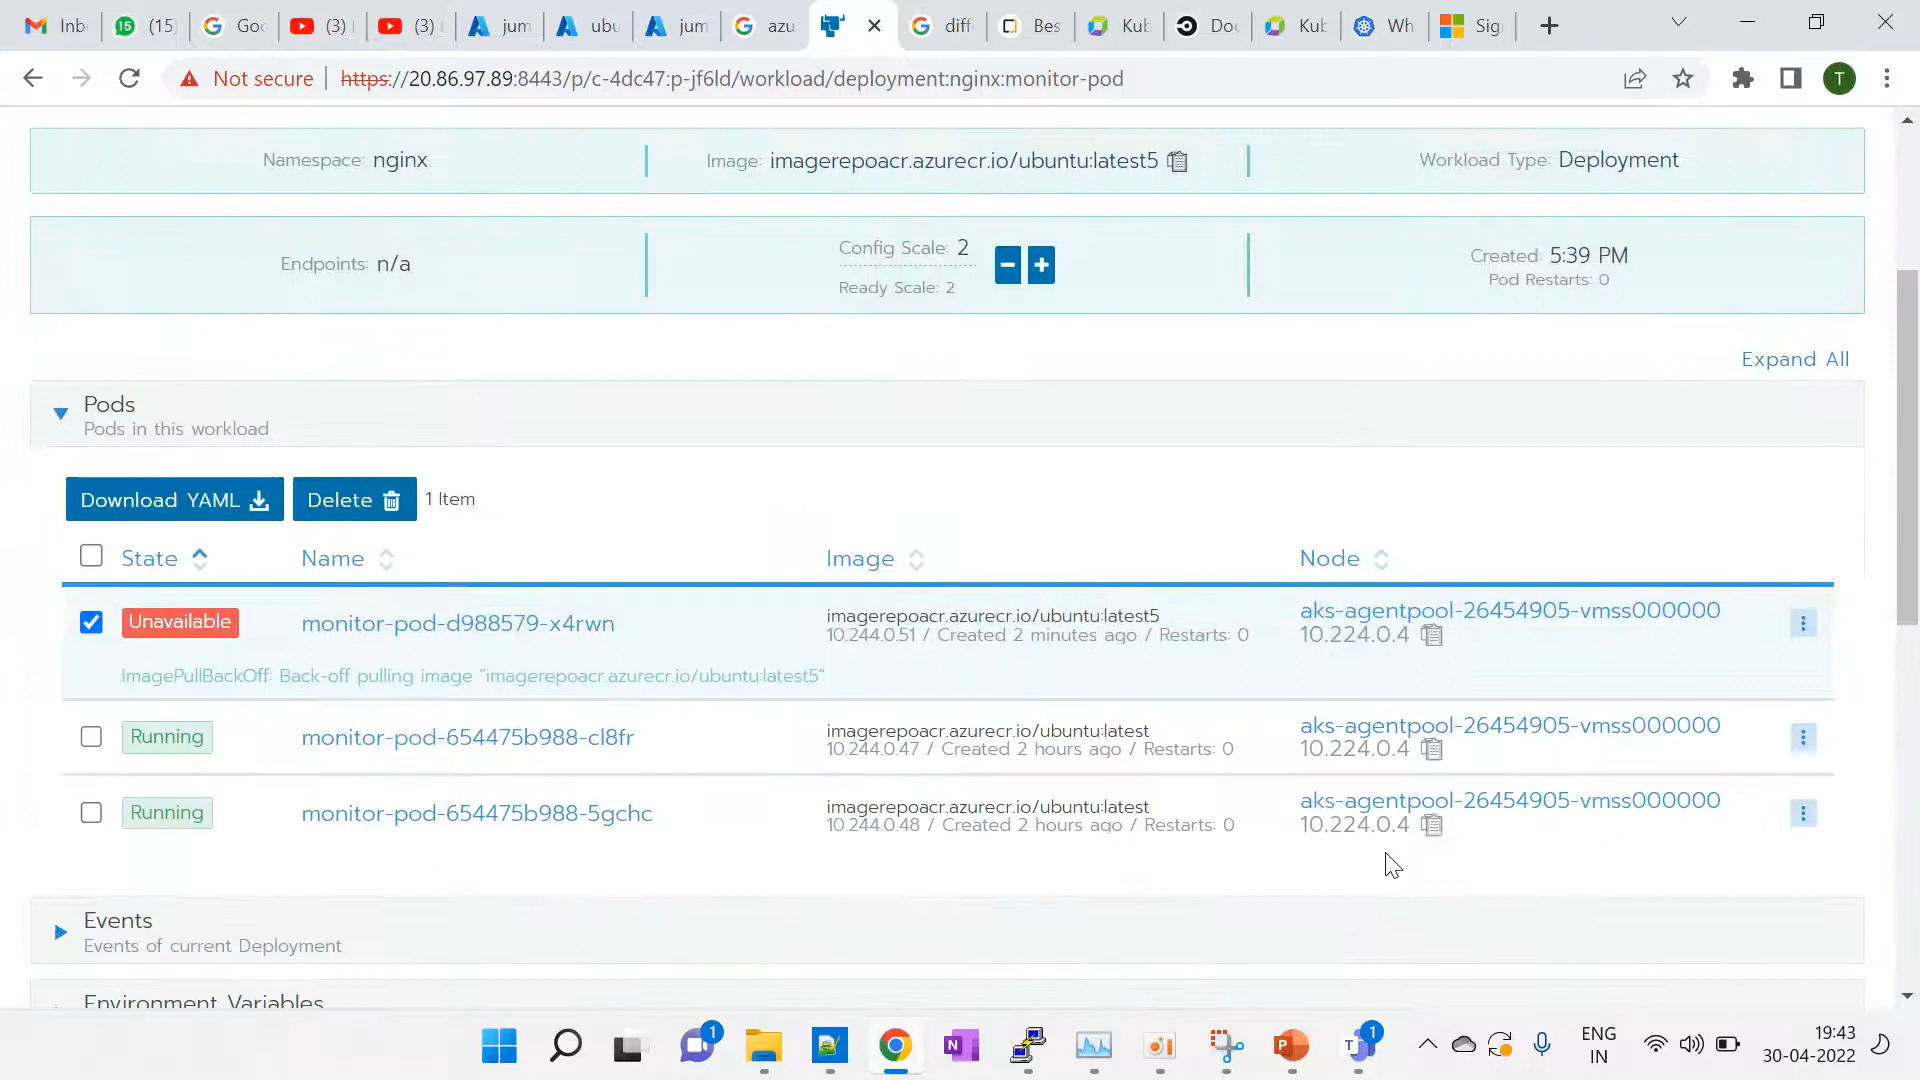 Inb
(15)
Goo
(3)
(3)
jum
ubu
jum
azu
diff
Bes
Kub
Doc
Kub
Wh
Sig
Not secure
https://20.86.97.89:8443/p/c-4dc47:p-jf6ld/workload/deployment:nginx:monitor-pod
T
Namespace: nginx
Image: imagerepoacr.azurecr.io/ubuntu:latest5
Workload Type: Deployment
Endpoints: n/a
Config Scale: 2
Ready Scale: 2
Created: 5:39 PM
Pod Restarts: 0
Expand All
Pods
Pods in this workload
Download YAML
Delete
1 Item
State
Name
Image
Node
Unavailable
monitor-pod-d988579-x4rwn
imagerepoacr.azurecr.io/ubuntu:latest5
10.244.0.51 / Created 2 minutes ago / Restarts: 0
aks-agentpool-26454905-vmss000000
10.224.0.4
ImagePullBackOff: Back-off pulling image "imagerepoacr.azurecr.io/ubuntu:latest5"
Running
monitor-pod-654475b988-cl8fr
imagerepoacr.azurecr.io/ubuntu:latest
10.244.0.47 / Created 2 hours ago / Restarts: 0
aks-agentpool-26454905-vmss000000
10.224.0.4
Running
monitor-pod-654475b988-5gchc
imagerepoacr.azurecr.io/ubuntu:latest
10.244.0.48 / Created 2 hours ago / Restarts: 0
aks-agentpool-26454905-vmss000000
10.224.0.4
Events
Events of current Deployment
Environment Variables
1
1
ENG
IN
19:43
30-04-2022